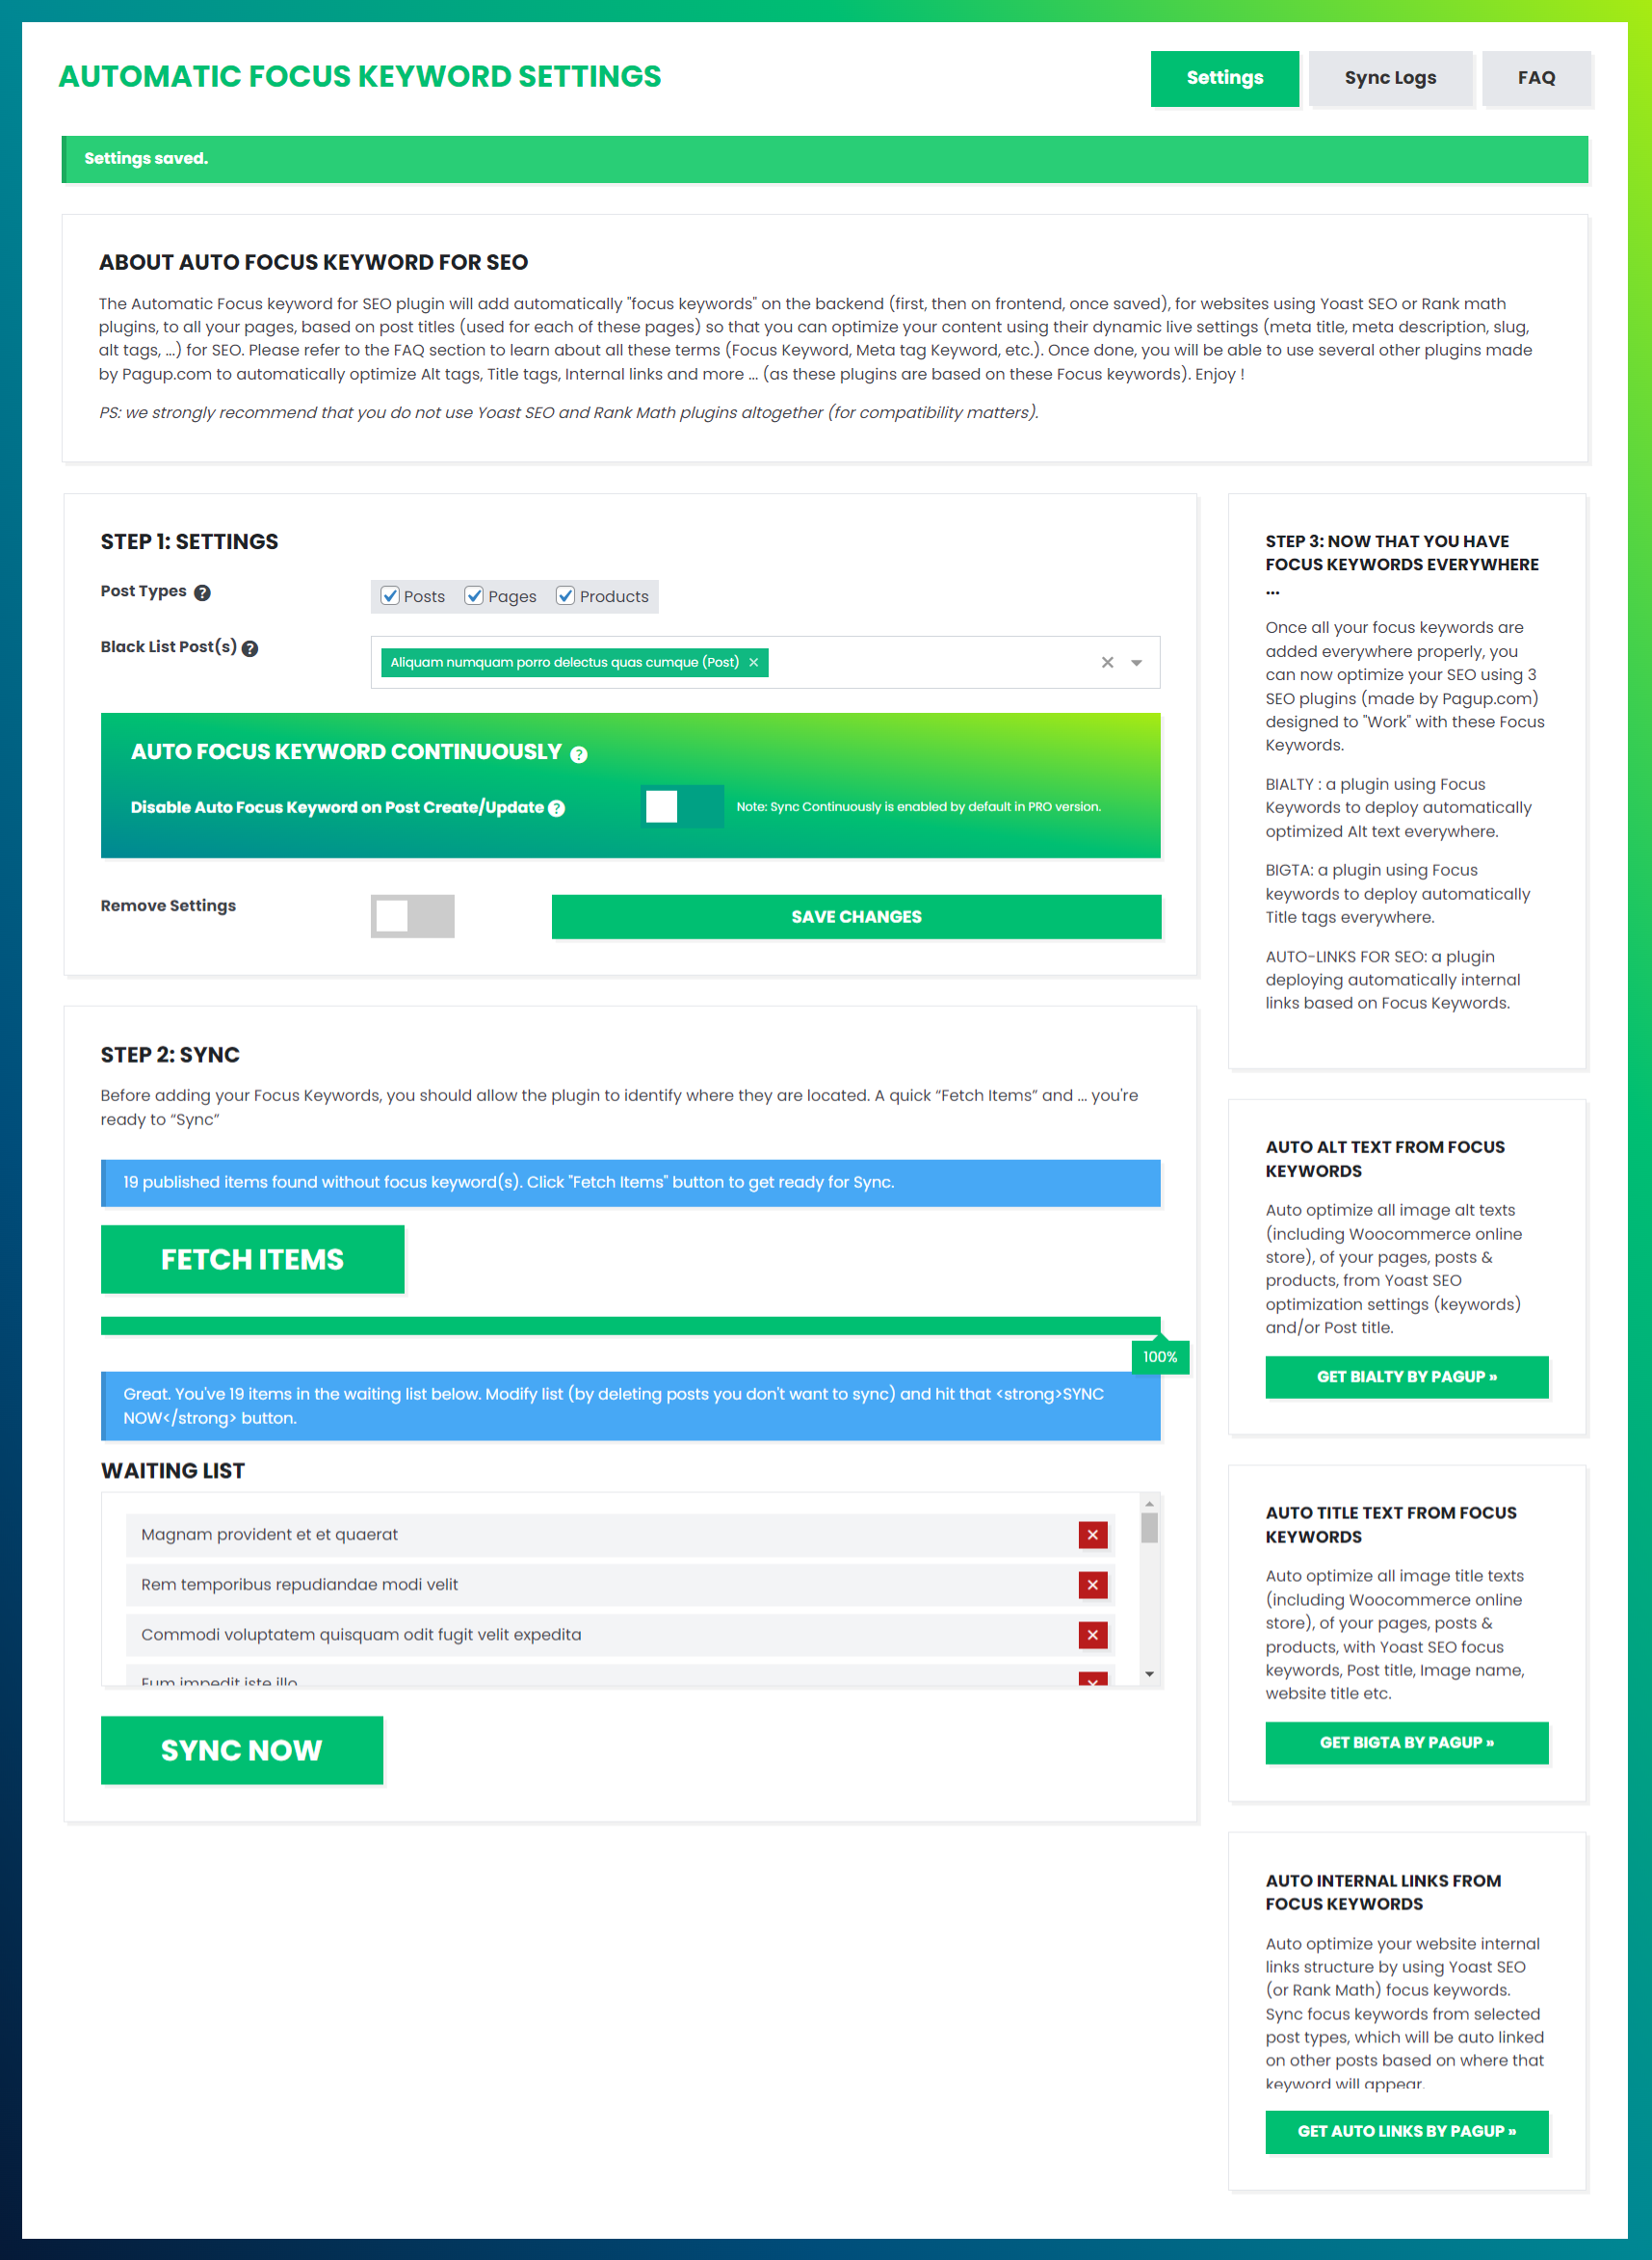 AUTOMATIC FOCUS KEYWORD SETTINGS
Settings
Sync Logs
FAQ
Settings saved.
ABOUT AUTO FOCUS KEYWORD FOR SEO
The Automatic Focus keyword for SEO plugin will add automatically "focus keywords" on the backend (first, then on frontend, once saved), for websites using Yoast SEO or Rank math
plugins, to all your pages, based on post titles (used for each of these pages) so that you can optimize your content using their dynamic live settings (meta title, meta description, slug,
alt tags, ...) for SEO. Please refer to the FAQ section to learn about all these terms (Focus Keyword, Meta tag Keyword, etc.). Once done, you will be able to use several other plugins made
by Pagup.com to automatically optimize Alt tags, Title tags, Internal links and more ... (as these plugins are based on these Focus keywords). Enjoy !
PS: we strongly recommend that you do not use Yoast SEO and Rank Math plugins altogether (for compatibility matters).
STEP 1: SETTINGS
Post Types ?
Posts
Pages
Products
Black List Post(s) ?
Aliquam numquam porro delectus quas cumque (Post) ×
AUTO FOCUS KEYWORD CONTINUOUSLY ?
Disable Auto Focus Keyword on Post Create/Update ?
Note: Sync Continuously is enabled by default in PRO version.
Remove Settings
SAVE CHANGES
STEP 2: SYNC
Before adding your Focus Keywords, you should allow the plugin to identify where they are located. A quick “Fetch Items” and ... you're
ready to “Sync”
19 published items found without focus keyword(s). Click "Fetch Items" button to get ready for Sync.
FETCH ITEMS
100%
Great. You've 19 items in the waiting list below. Modify list (by deleting posts you don't want to sync) and hit that <strong>SYNC
NOW</strong> button.
WAITING LIST
Magnam provident et et quaerat
Rem temporibus repudiandae modi velit
Commodi voluptatem quisquam odit fugit velit expedita
Eum impedit iste illo
SYNC NOW
STEP 3: NOW THAT YOU HAVE
FOCUS KEYWORDS EVERYWHERE
...
Once all your focus keywords are
added everywhere properly, you
can now optimize your SEO using 3
SEO plugins (made by Pagup.com)
designed to "Work" with these Focus
Keywords.
BIALTY : a plugin using Focus
Keywords to deploy automatically
optimized Alt text everywhere.
BIGTA: a plugin using Focus
keywords to deploy automatically
Title tags everywhere.
AUTO-LINKS FOR SEO: a plugin
deploying automatically internal
links based on Focus Keywords.
AUTO ALT TEXT FROM FOCUS
KEYWORDS
Auto optimize all image alt texts
(including Woocommerce online
store), of your pages, posts &
products, from Yoast SEO
optimization settings (keywords)
and/or Post title.
GET BIALTY BY PAGUP »
AUTO TITLE TEXT FROM FOCUS
KEYWORDS
Auto optimize all image title texts
(including Woocommerce online
store), of your pages, posts &
products, with Yoast SEO focus
keywords, Post title, Image name,
website title etc.
GET BIGTA BY PAGUP »
AUTO INTERNAL LINKS FROM
FOCUS KEYWORDS
Auto optimize your website internal
links structure by using Yoast SEO
(or Rank Math) focus keywords.
Sync focus keywords from selected
post types, which will be auto linked
on other posts based on where that
keyword will appear.
GET AUTO LINKS BY PAGUP »